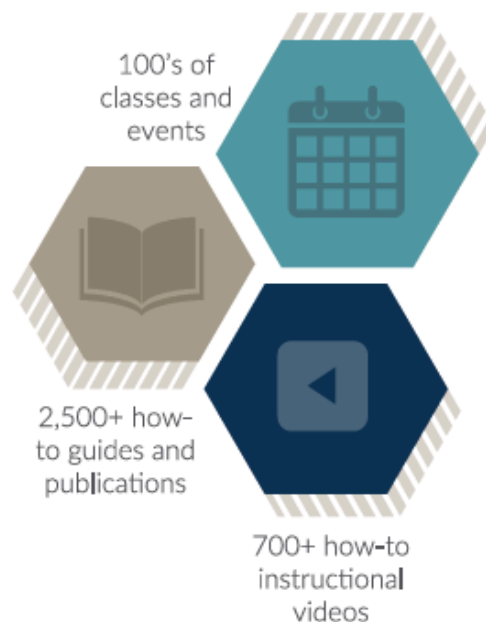 100's of
classes and
events
2,500+ how-
to guides and
publications
700+ how-to
instructional
videos